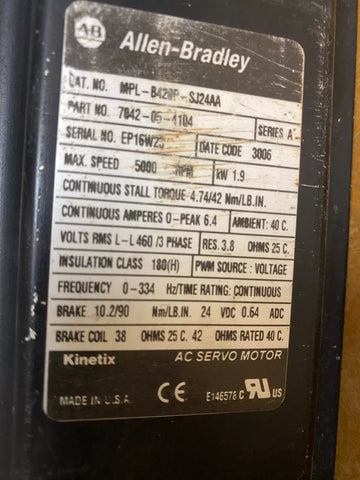 AB Allen-Bradley
CAT. NO. MPL-B420P-SJ24AA
PART NO. 7042-05-4104 SERIES A
SERIAL NO. DATE CODE 3006
MAX. SPEED 5000 RPM kW 1.9
CONTINUOUS STALL TORQUE 4.74/42 Nm/LB.IN.
CONTINUOUS AMPERES 0-PEAK 6.4 AMBIENT: 40 C.
VOLTS RMS L-L 460 /3 PHASE RES. 3.8 OHMS 25 C.
INSULATION CLASS 180(H) PWM SOURCE : VOLTAGE
FREQUENCY 0-334 Hz/TIME RATING: CONTINUOUS
BRAKE 10.2/90 Nm/LB.IN. 24 VDC 0.64 ADC
BRAKE COIL 38 OHMS 25 C. 42 OHMS RATED 40 C.
Kinetix AC SERVO MOTOR
MADE IN U.S.A. CE E146578 c RU us